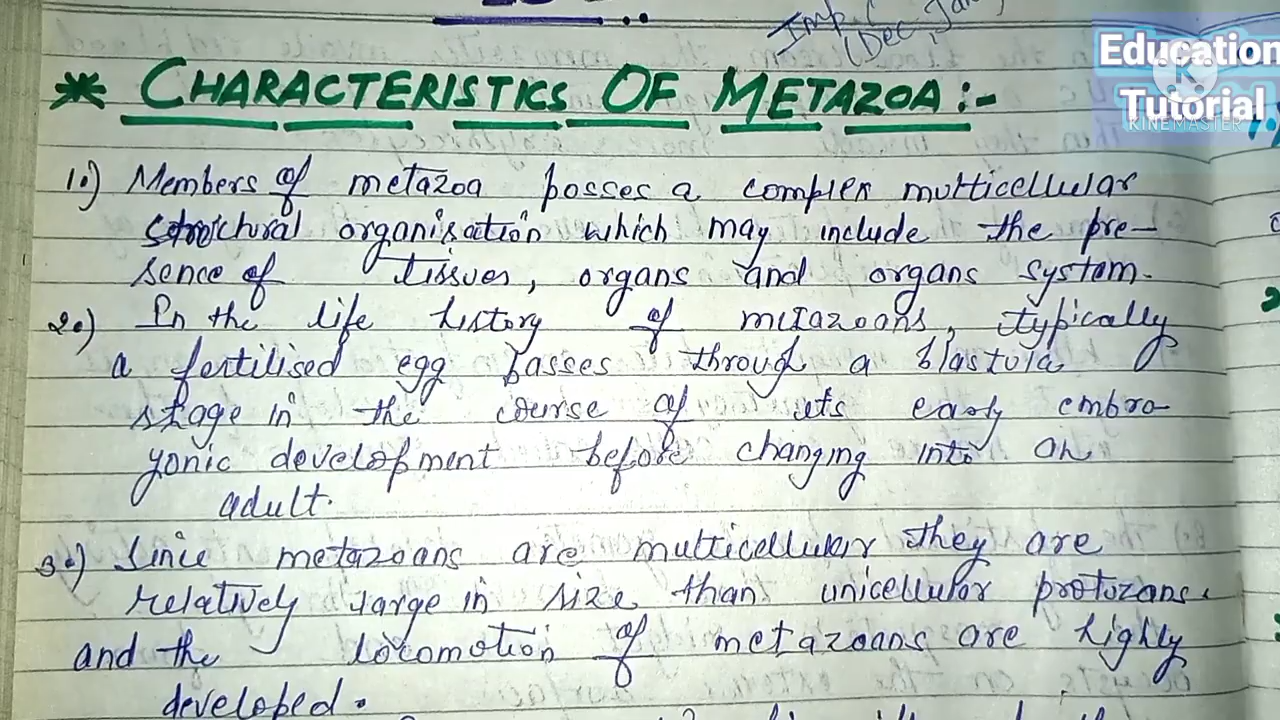 Imp. (Dec, Jan)
Education
Tutorial
KINEMASTER
* CHARACTERISTICS OF METAZOA :-
1.) Members of metazoa posses a complex multicellular
structural organisation which may include the pre-
sence of tissues, organs and organs system.
2.) In the life history of metazoans, typically
a fertilised egg passes through a blastula
stage in the course of its early embro-
yonic development before changing into an
adult.
3.) Since metazoans are multicellular they are
relatively large in size than unicellular protozans.
and the locomotion of metazoans are highly
developed.